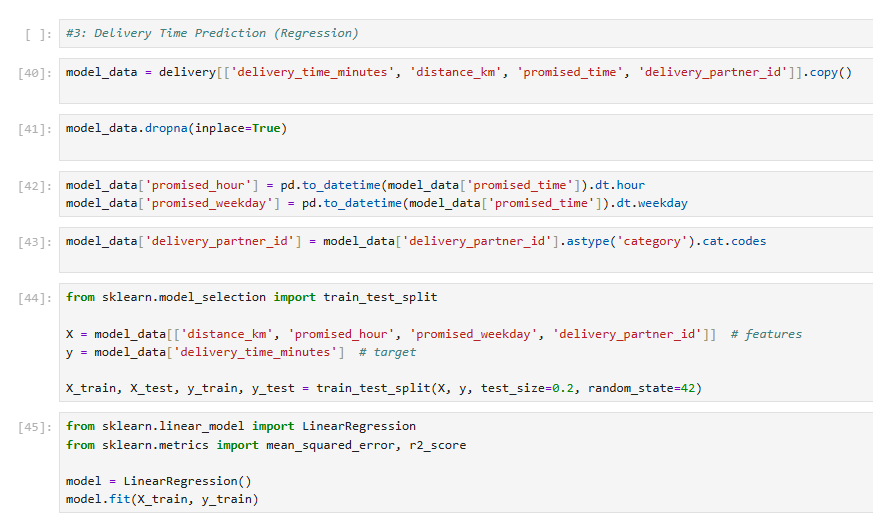 [ ]: #3: Delivery Time Prediction (Regression)
[40]: model_data = delivery[['delivery_time_minutes', 'distance_km', 'promised_time', 'delivery_partner_id']].copy()
[41]: model_data.dropna(inplace=True)
[42]: model_data['promised_hour'] = pd.to_datetime(model_data['promised_time']).dt.hour
model_data['promised_weekday'] = pd.to_datetime(model_data['promised_time']).dt.weekday
[43]: model_data['delivery_partner_id'] = model_data['delivery_partner_id'].astype('category').cat.codes
[44]: from sklearn.model_selection import train_test_split
X = model_data[['distance_km', 'promised_hour', 'promised_weekday', 'delivery_partner_id']] # features
y = model_data['delivery_time_minutes'] # target
X_train, X_test, y_train, y_test = train_test_split(X, y, test_size=0.2, random_state=42)
[45]: from sklearn.linear_model import LinearRegression
from sklearn.metrics import mean_squared_error, r2_score
model = LinearRegression()
model.fit(X_train, y_train)